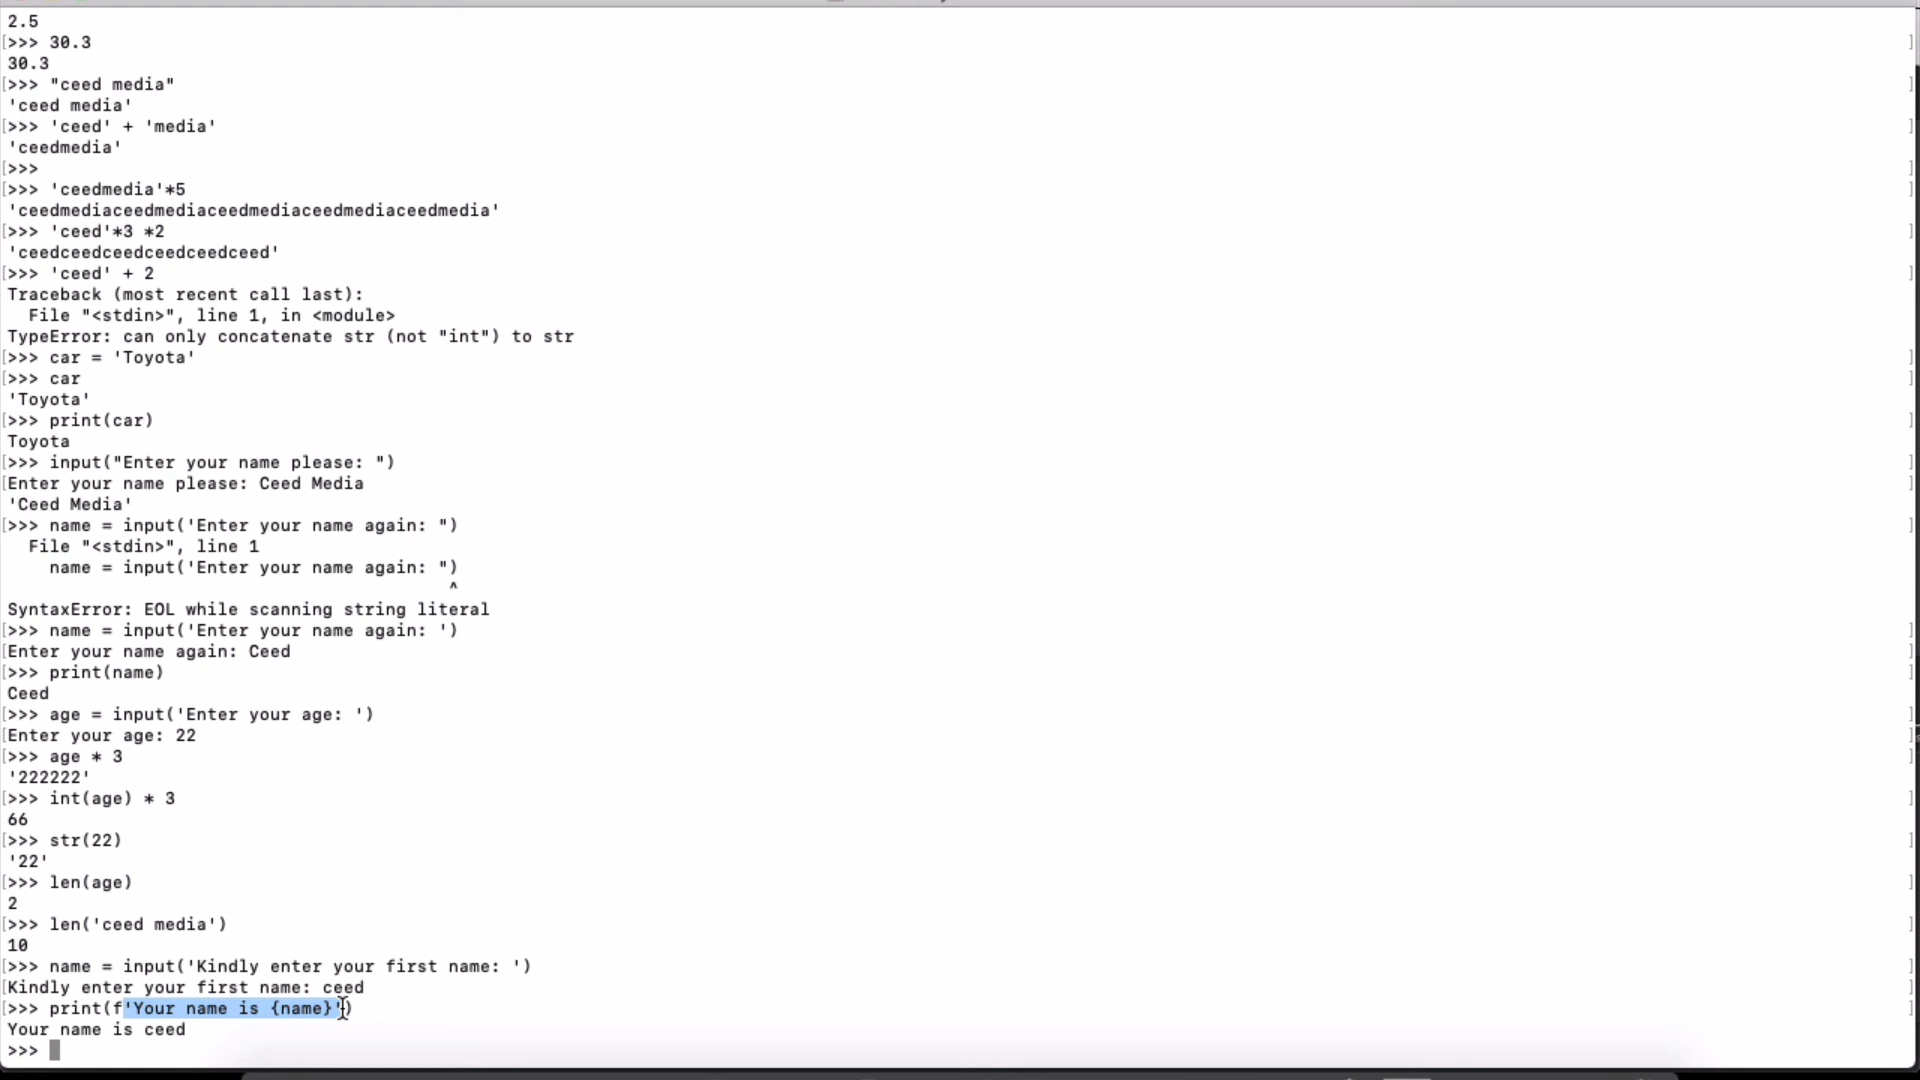 2.5
>>> 30.3
30.3
>>> "ceed media"
'ceed media'
>>> 'ceed' + 'media'
'ceedmedia'
>>>
>>> 'ceedmedia'*5
'ceedmediaceedmediaceedmediaceedmediaceedmedia'
>>> 'ceed'*3 *2
'ceedceedceedceedceedceed'
>>> 'ceed' + 2
Traceback (most recent call last):
  File "<stdin>", line 1, in <module>
TypeError: can only concatenate str (not "int") to str
>>> car = 'Toyota'
>>> car
'Toyota'
>>> print(car)
Toyota
>>> input("Enter your name please: ")
Enter your name please: Ceed Media
'Ceed Media'
>>> name = input('Enter your name again: ")
  File "<stdin>", line 1
    name = input('Enter your name again: ")
^
SyntaxError: EOL while scanning string literal
>>> name = input('Enter your name again: ')
Enter your name again: Ceed
>>> print(name)
Ceed
>>> age = input('Enter your age: ')
Enter your age: 22
>>> age * 3
'222222'
>>> int(age) * 3
66
>>> str(22)
'22'
>>> len(age)
2
>>> len('ceed media')
10
>>> name = input('Kindly enter your first name: ')
Kindly enter your first name: ceed
>>> print(f'Your name is {name}')
Your name is ceed
>>>